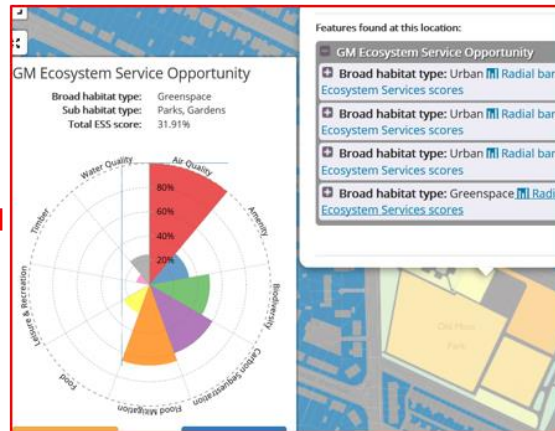 GM Ecosystem Service Opportunity
Broad habitat type: Greenspace
Sub habitat type: Parks, Gardens
Total ESS score: 31.91%
Water Quality
Air Quality
Timber
Amenity
80%
60%
40%
20%
Leisure & Recreation
Biodiversity
Food
Carbon Sequestration
Flood Mitigation
Features found at this location:
GM Ecosystem Service Opportunity
Broad habitat type: Urban Radial bar
Ecosystem Services scores
Broad habitat type: Urban Radial bar
Ecosystem Services scores
Broad habitat type: Urban Radial bar
Ecosystem Services scores
Broad habitat type: Greenspace Radi
Ecosystem Services scores
Old Moss
Park